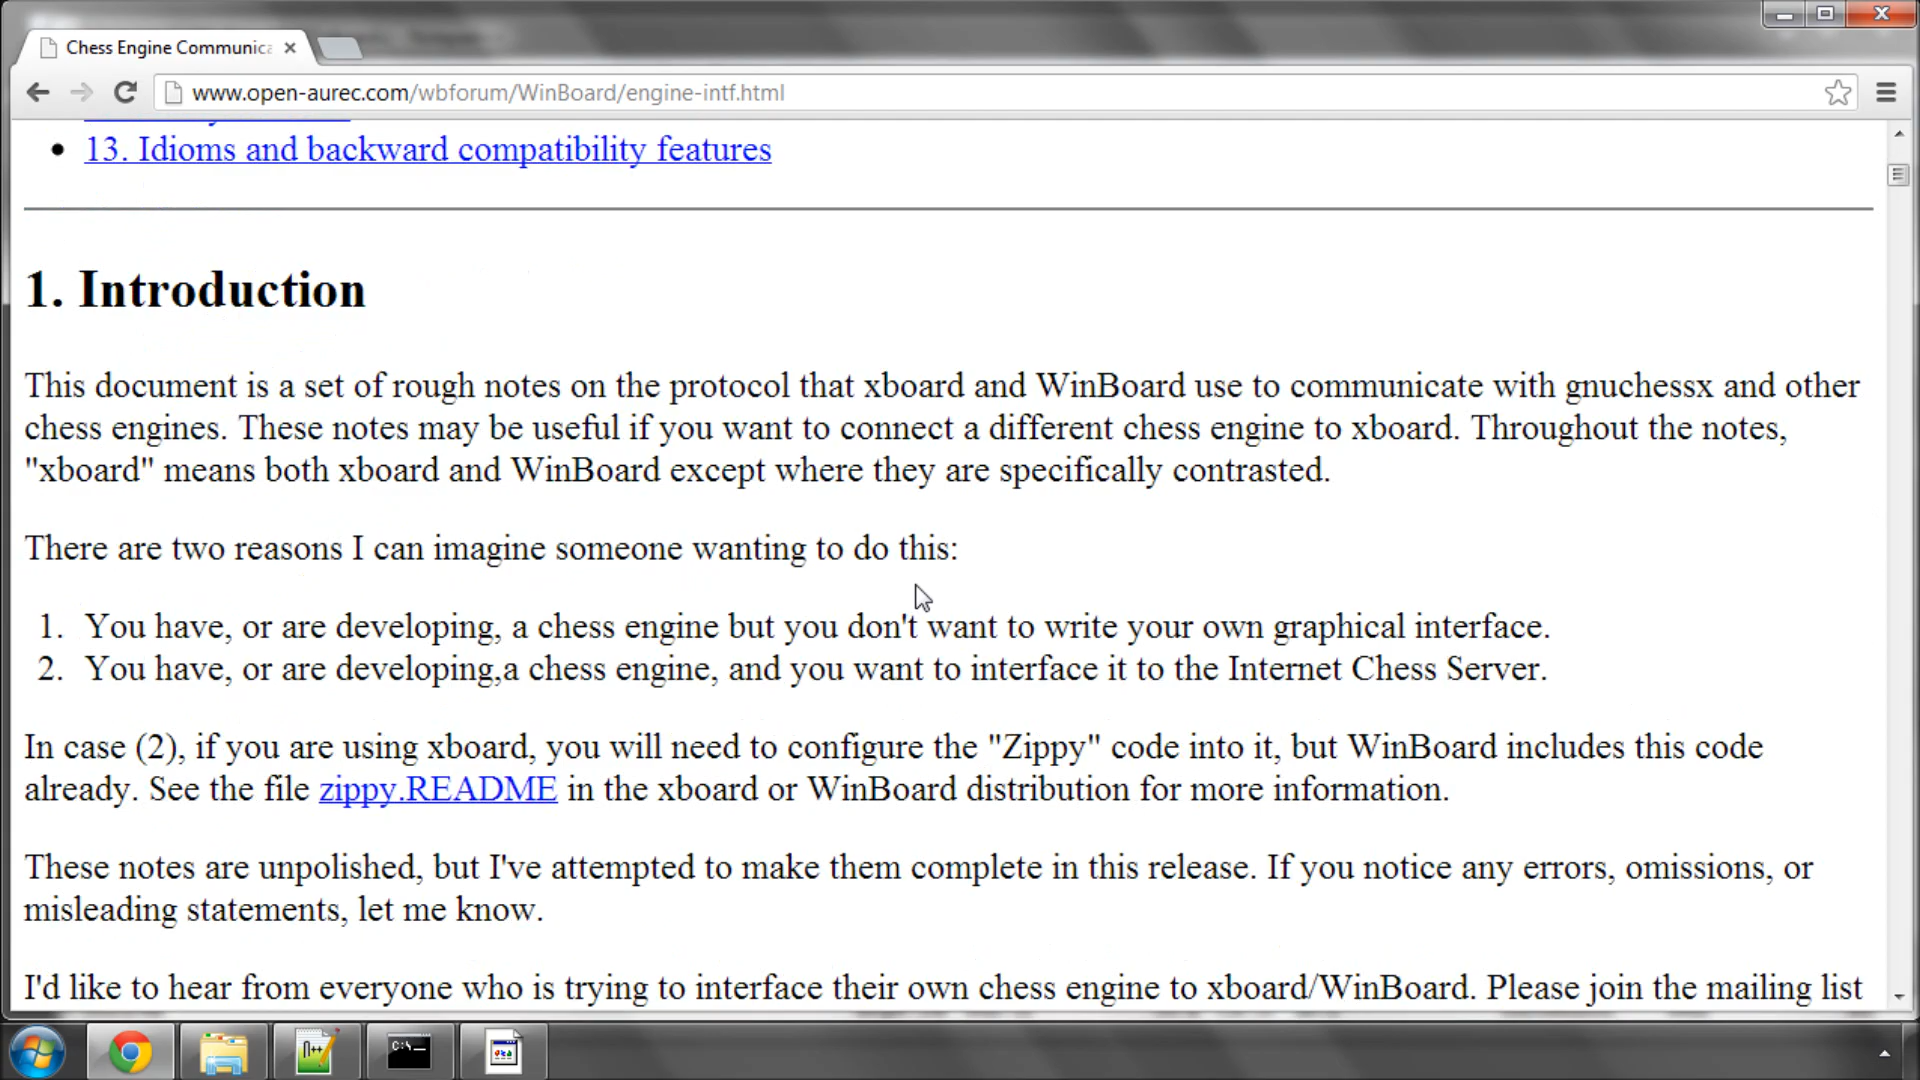 Chess Engine Communica
www.open-aurec.com/wbforum/WinBoard/engine-intf.html
13. Idioms and backward compatibility features
1. Introduction
This document is a set of rough notes on the protocol that xboard and WinBoard use to communicate with gnuchessx and other
chess engines. These notes may be useful if you want to connect a different chess engine to xboard. Throughout the notes,
"xboard" means both xboard and WinBoard except where they are specifically contrasted.
There are two reasons I can imagine someone wanting to do this:
1. You have, or are developing, a chess engine but you don't want to write your own graphical interface.
2. You have, or are developing,a chess engine, and you want to interface it to the Internet Chess Server.
In case (2), if you are using xboard, you will need to configure the "Zippy" code into it, but WinBoard includes this code
already. See the file zippy.README in the xboard or WinBoard distribution for more information.
These notes are unpolished, but I've attempted to make them complete in this release. If you notice any errors, omissions, or
misleading statements, let me know.
I'd like to hear from everyone who is trying to interface their own chess engine to xboard/WinBoard. Please join the mailing list